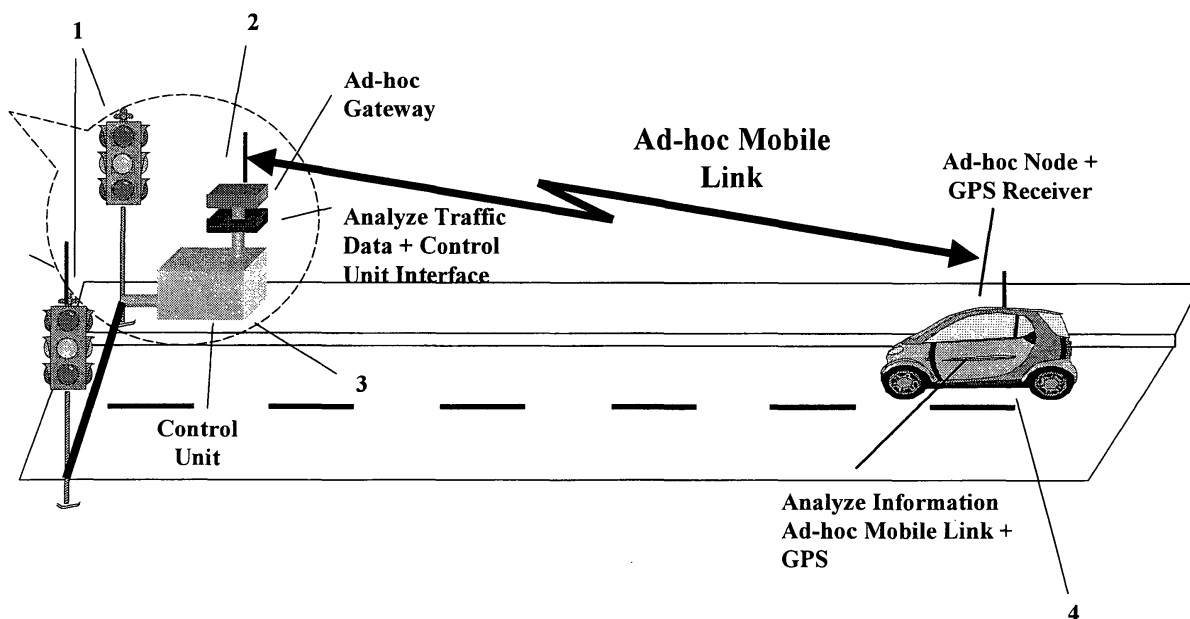 1
2
Ad-hoc
Gateway
Ad-hoc Mobile
Link
Ad-hoc Node +
GPS Receiver
Analyze Traffic
Data + Control
Unit Interface
3
Control
Unit
Analyze Information
Ad-hoc Mobile Link +
GPS
4